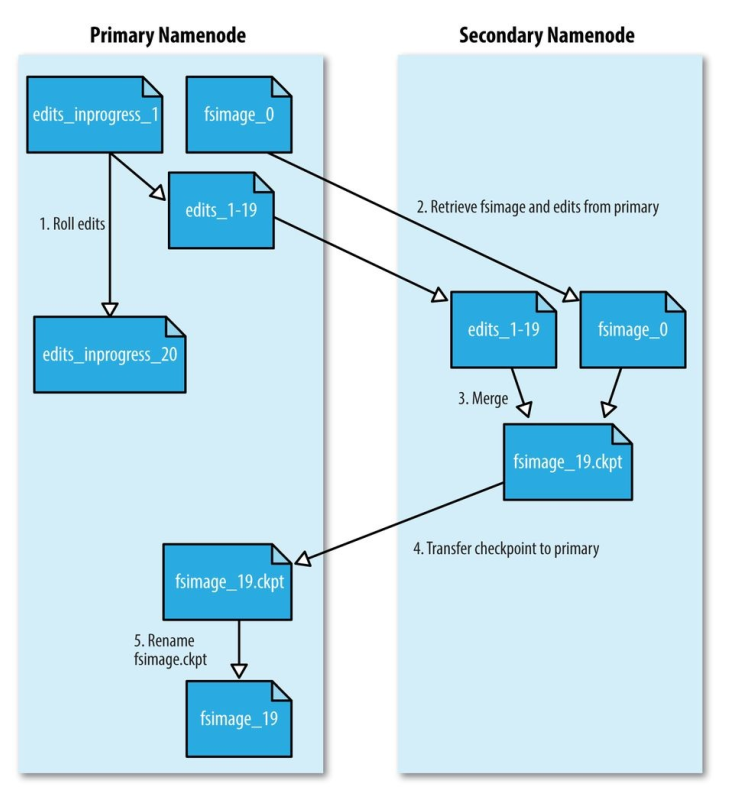 Primary Namenode
Secondary Namenode
edits_inprogress_1
fsimage_0
edits_1-19
1. Roll edits
2. Retrieve fsimage and edits from primary
edits_inprogress_20
edits_1-19
fsimage_0
3. Merge
fsimage_19.ckpt
4. Transfer checkpoint to primary
fsimage_19.ckpt
5. Rename
fsimage.ckpt
fsimage_19